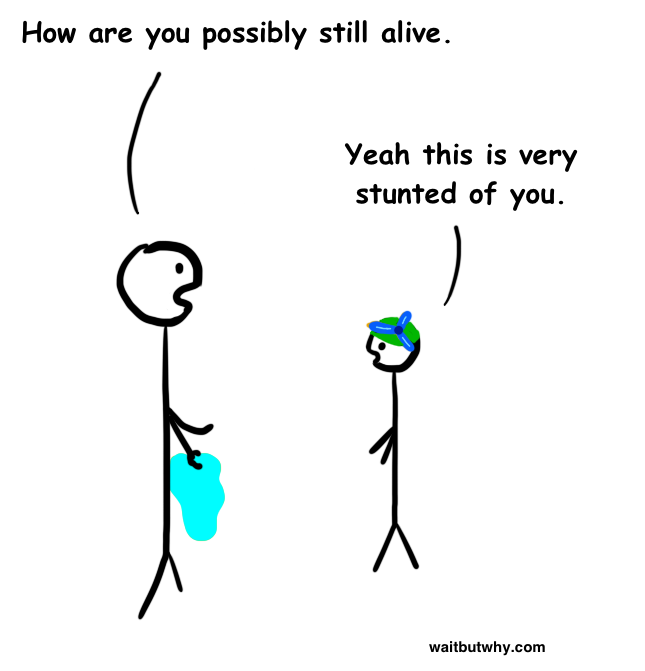 How are you possibly still alive.
Yeah this is very
stunted of you.
waitbutwhy.com